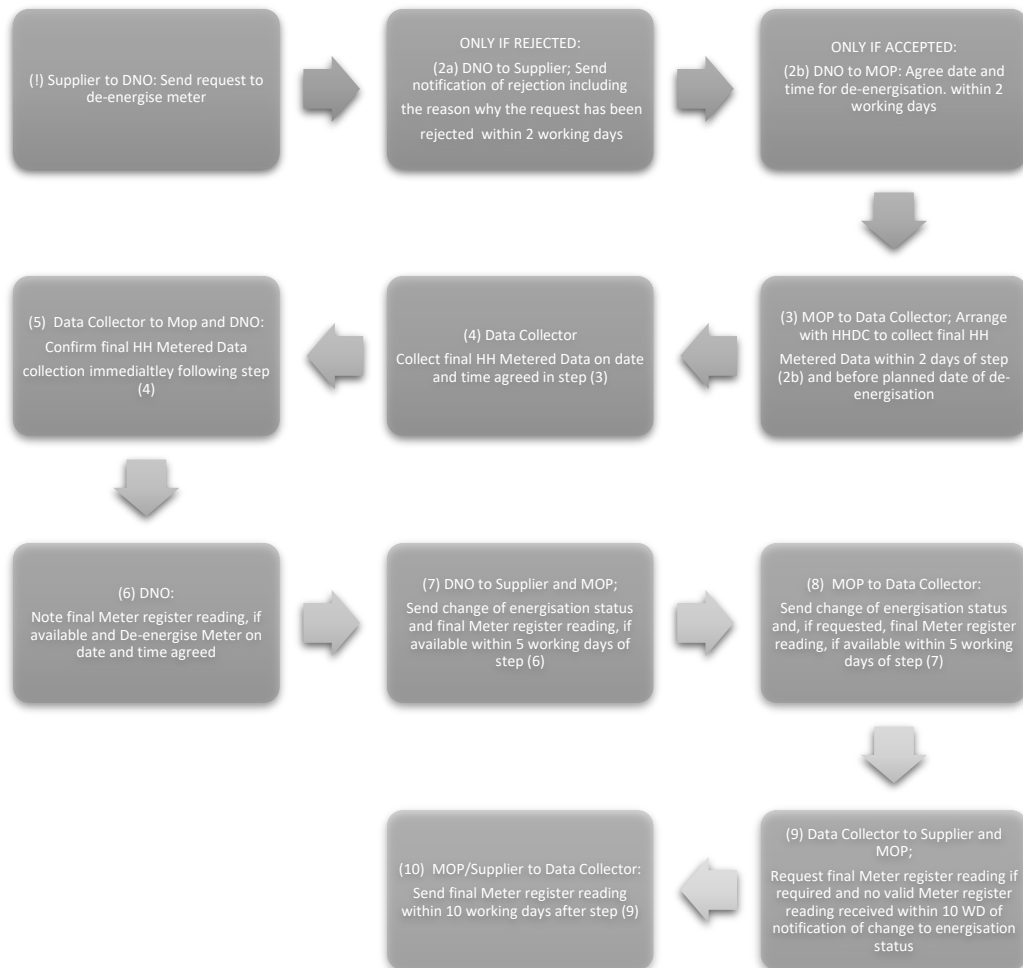 (!) Supplier to DNO: Send request to
de-energise meter
ONLY IF REJECTED:
(2a) DNO to Supplier; Send
notification of rejection including
the reason why the request has been
rejected within 2 working days
ONLY IF ACCEPTED:
(2b) DNO to MOP: Agree date and
time for de-energisation. within 2
working days
(3) MOP to Data Collector; Arrange
with HHDC to collect final HH
Metered Data within 2 days of step
(2b) and before planned date of de-
energisation
(4) Data Collector
Collect final HH Metered Data on date
and time agreed in step (3)
(5) Data Collector to Mop and DNO:
Confirm final HH Metered Data
collection immedialtley following step
(4)
(6) DNO:
Note final Meter register reading, if
available and De-energise Meter on
date and time agreed
(7) DNO to Supplier and MOP;
Send change of energisation status
and final Meter register reading, if
available within 5 working days of
step (6)
(8) MOP to Data Collector:
Send change of energisation status
and, if requested, final Meter register
reading, if available within 5 working
days of step (7)
(9) Data Collector to Supplier and
MOP;
Request final Meter register reading if
required and no valid Meter register
reading received within 10 WD of
notification of change to energisation
status
(10) MOP/Supplier to Data Collector:
Send final Meter register reading
within 10 working days after step (9)